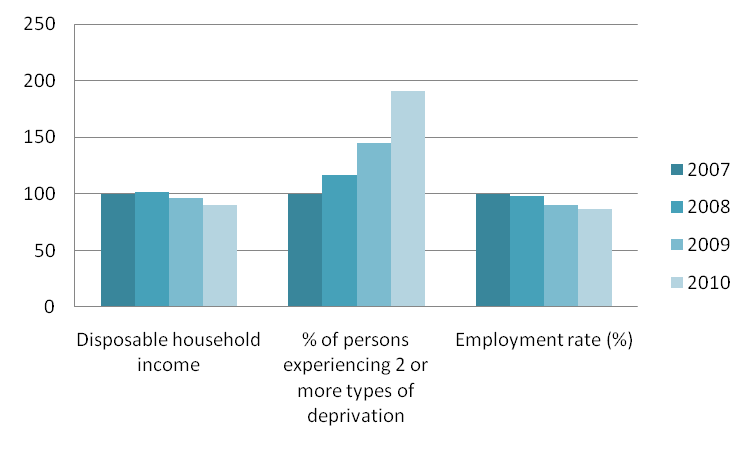 250
200
150
100
50
0
2007
2008
2009
2010
Disposable household
income
% of persons
experiencing 2 or
more types of
deprivation
Employment rate (%)